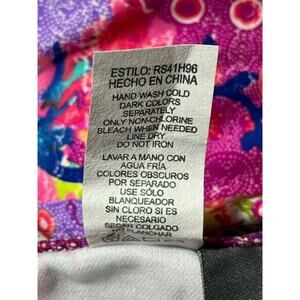 ESTILO: RS41H96
HECHO EN CHINA
HAND WASH COLD
DARK COLORS
SEPARATELY
ONLY NON-CHLORINE
BLEACH WHEN NEEDED
LINE DRY
DO NOT IRON
LAVAR A MANO CON
AGUA FRÍA
COLORES OBSCUROS
POR SEPARADO
USE SÓLO
BLANQUEADOR
SIN CLORO SI ES
NECESARIO
SECAR COLGADO
PLANCHAR